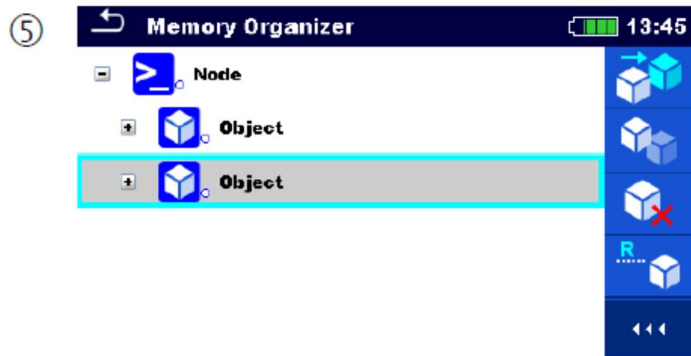 ⑤
Memory Organizer 13:45
Node
Object
Object
R